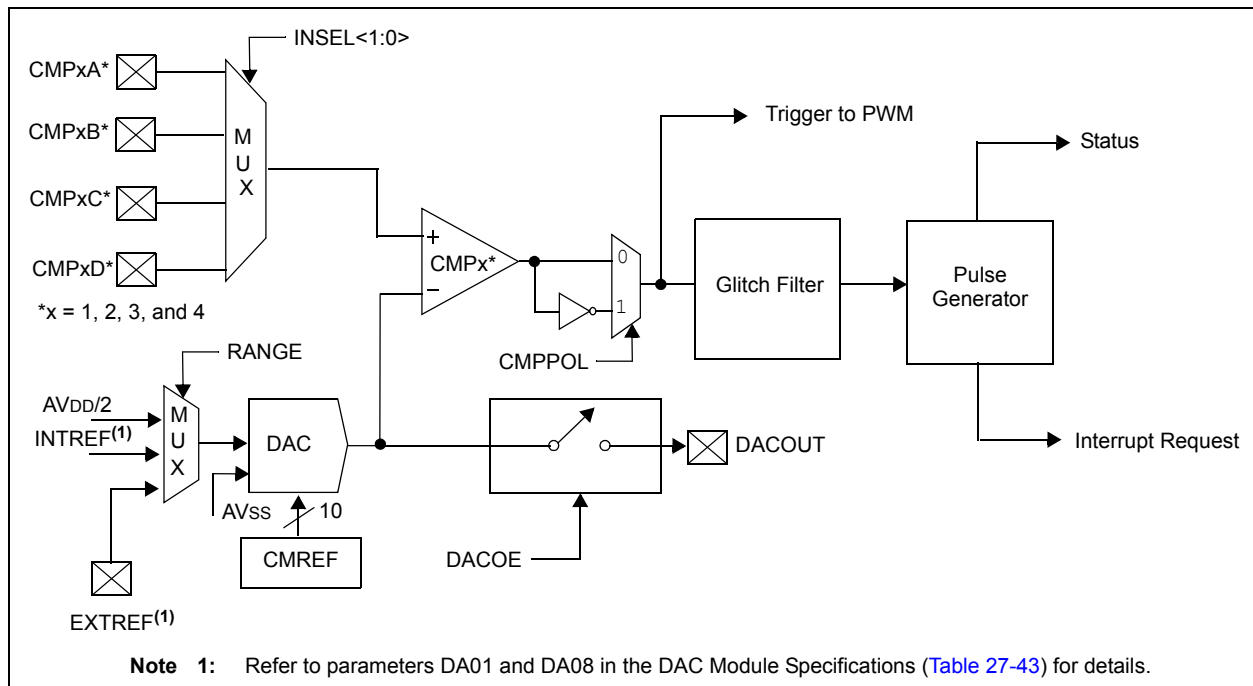 INSEL<1:0>
CMPxA*
CMPxB*
CMPxC*
CMPxD*
M
U
X
*x = 1, 2, 3, and 4
+
CMPx*
–
0
1
CMPPOL
Trigger to PWM
Glitch Filter
Pulse
Generator
Status
Interrupt Request
RANGE
AVDD/2
INTREF(1)
M
U
X
DAC
AVSS
10
CMREF
EXTREF(1)
DACOUT
DACOE
Note 1: Refer to parameters DA01 and DA08 in the DAC Module Specifications (Table 27-43) for details.